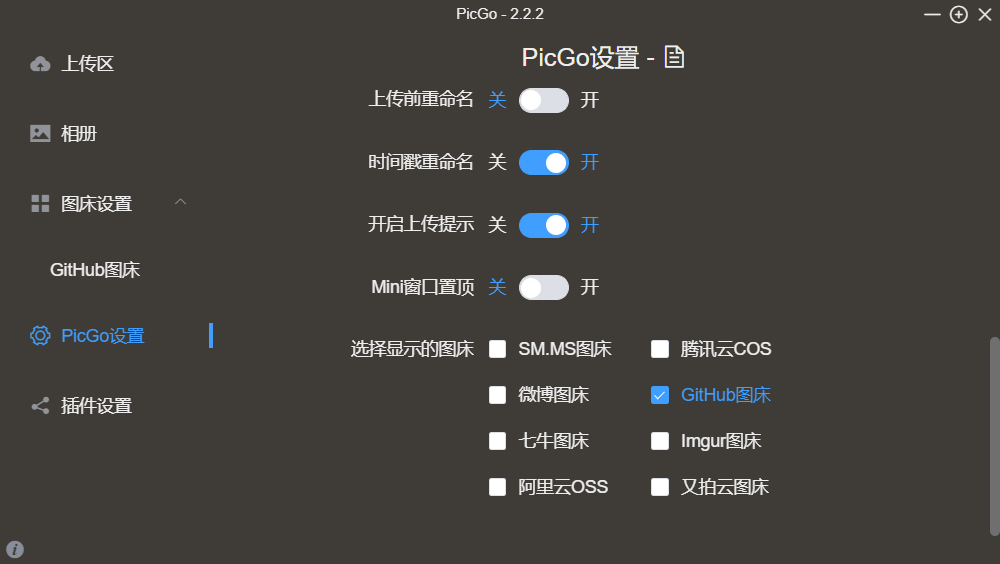 PicGo - 2.2.2
上传区
相册
图床设置
GitHub图床
PicGo设置
插件设置
PicGo设置 -
上传前重命名 关 开
时间戳重命名 关 开
开启上传提示 关 开
Mini窗口置顶 关 开
选择显示的图床 SM.MS图床 腾讯云COS
微博图床 GitHub图床
七牛图床 Imgur图床
阿里云OSS 又拍云图床